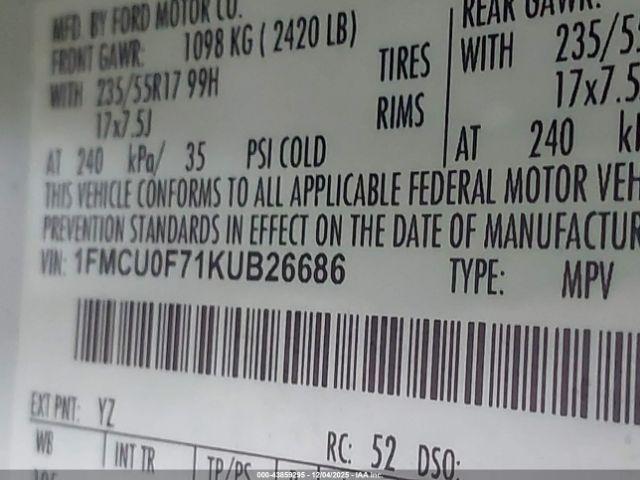 MFD. BY FORD MOTOR CO.
FRONT GAWR: 1098 KG ( 2420 LB)
WITH 235/55R17 99H TIRES
17x7.5J RIMS
AT 240 kPa/ 35 PSI COLD
REAR GAWR:
WITH 235/5
17x7.5
AT 240
THIS VEHICLE CONFORMS TO ALL APPLICABLE FEDERAL MOTOR VEH
PREVENTION STANDARDS IN EFFECT ON THE DATE OF MANUFACTUR
VIN: 1FMCU0F71KUB26686 TYPE: MPV
EXT PNT: YZ RC: 52 DSO:
WB INT TR TP/PS
000-43859295 - 12/04/2025 - IAAI.com